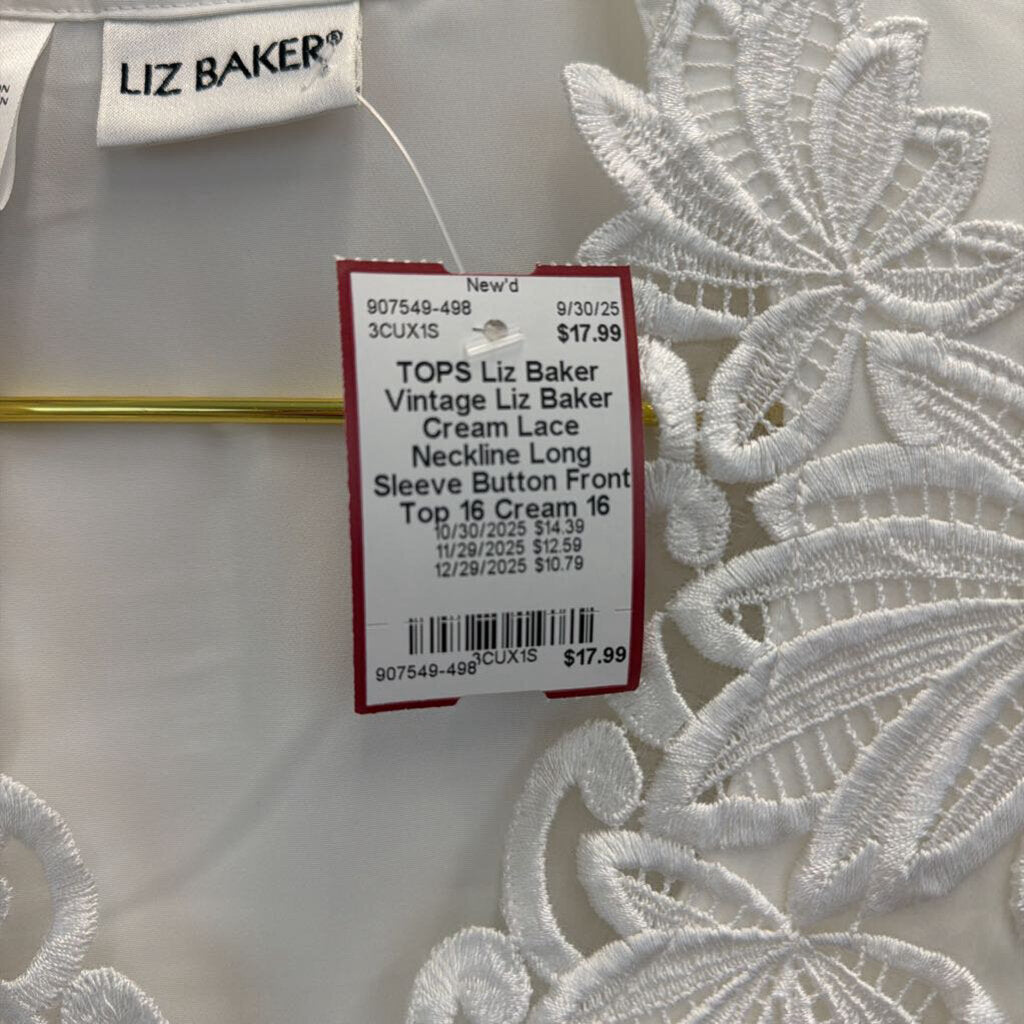 LIZ BAKER®
N
N
New'd
907549-498 9/30/25
3CUX1S $17.99
TOPS Liz Baker
Vintage Liz Baker
Cream Lace
Neckline Long
Sleeve Button Front
Top 16 Cream 16
10/30/2025 $14.39
11/29/2025 $12.59
12/29/2025 $10.79
3CUX1S $17.99
907549-498